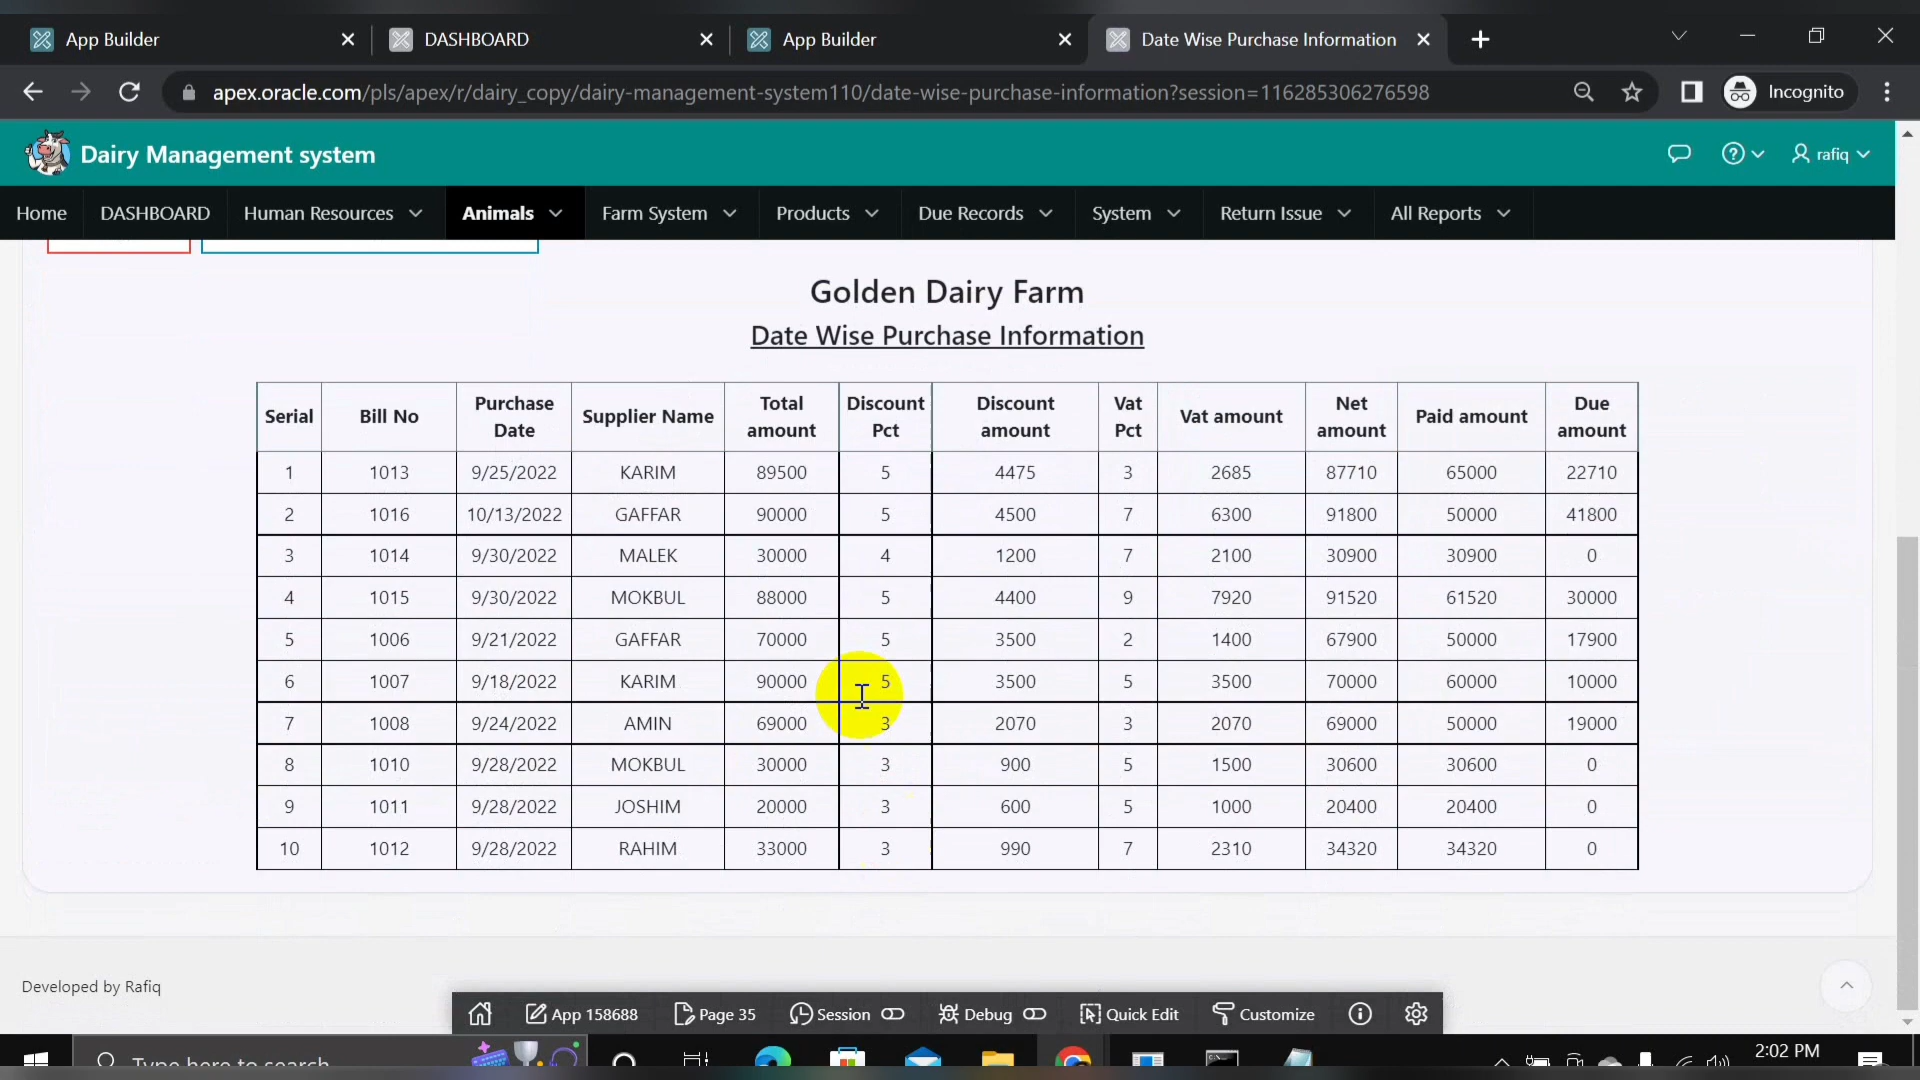 App Builder
DASHBOARD
App Builder
Date Wise Purchase Information
apex.oracle.com/pls/apex/r/dairy_copy/dairy-management-system110/date-wise-purchase-information?session=116285306276598
Incognito
Dairy Management system
rafiq
Home DASHBOARD Human Resources Animals Farm System Products Due Records System Return Issue All Reports
Golden Dairy Farm
Date Wise Purchase Information
Serial Bill No Purchase Date Supplier Name Total amount Discount Pct Discount amount Vat Pct Vat amount Net amount Paid amount Due amount
1 1013 9/25/2022 KARIM 89500 5 4475 3 2685 87710 65000 22710
2 1016 10/13/2022 GAFFAR 90000 5 4500 7 6300 91800 50000 41800
3 1014 9/30/2022 MALEK 30000 4 1200 7 2100 30900 30900 0
4 1015 9/30/2022 MOKBUL 88000 5 4400 9 7920 91520 61520 30000
5 1006 9/21/2022 GAFFAR 70000 5 3500 2 1400 67900 50000 17900
6 1007 9/18/2022 KARIM 90000 5 3500 5 3500 70000 60000 10000
7 1008 9/24/2022 AMIN 69000 3 2070 3 2070 69000 50000 19000
8 1010 9/28/2022 MOKBUL 30000 3 900 5 1500 30600 30600 0
9 1011 9/28/2022 JOSHIM 20000 3 600 5 1000 20400 20400 0
10 1012 9/28/2022 RAHIM 33000 3 990 7 2310 34320 34320 0
Developed by Rafiq
App 158688 Page 35 Session Debug Quick Edit Customize
Type here to search
2:02 PM